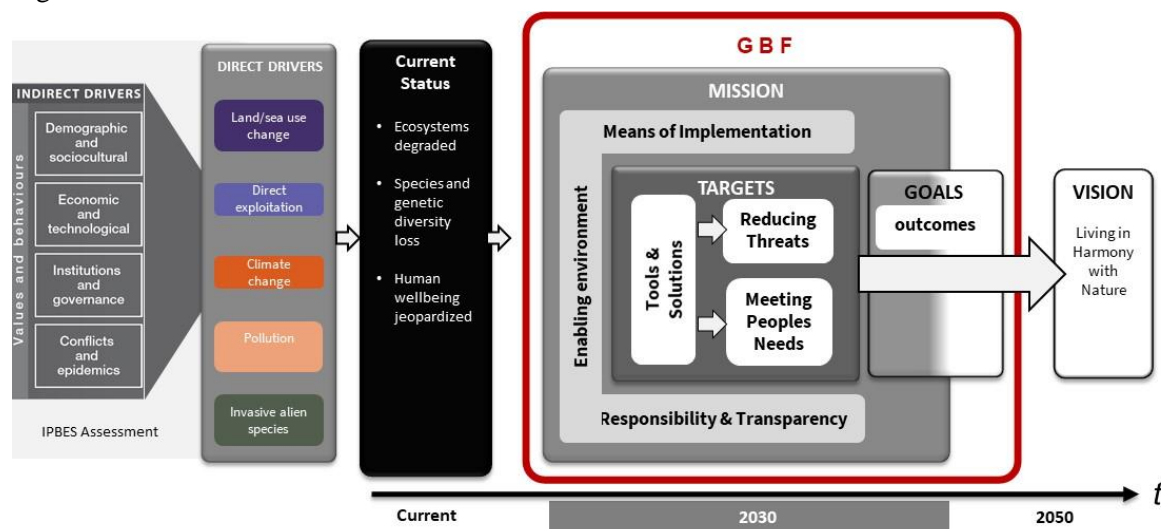 INDIRECT DRIVERS
Values and behaviours
Demographic
and
sociocultural
Economic
and
technological
Institutions
and
governance
Conflicts
and
epidemics
IPBES Assessment
DIRECT DRIVERS
Land/sea use
change
Direct
exploitation
Climate
change
Pollution
Invasive alien
species
Current
Status
• Ecosystems
degraded
• Species and
genetic
diversity
loss
• Human
wellbeing
jeopardized
G B F
MISSION
Means of Implementation
Enabling environment
TARGETS
Tools &
Solutions
Reducing
Threats
Meeting
Peoples
Needs
Responsibility & Transparency
GOALS
outcomes
VISION
Living in
Harmony
with
Nature
t
Current
2030
2050